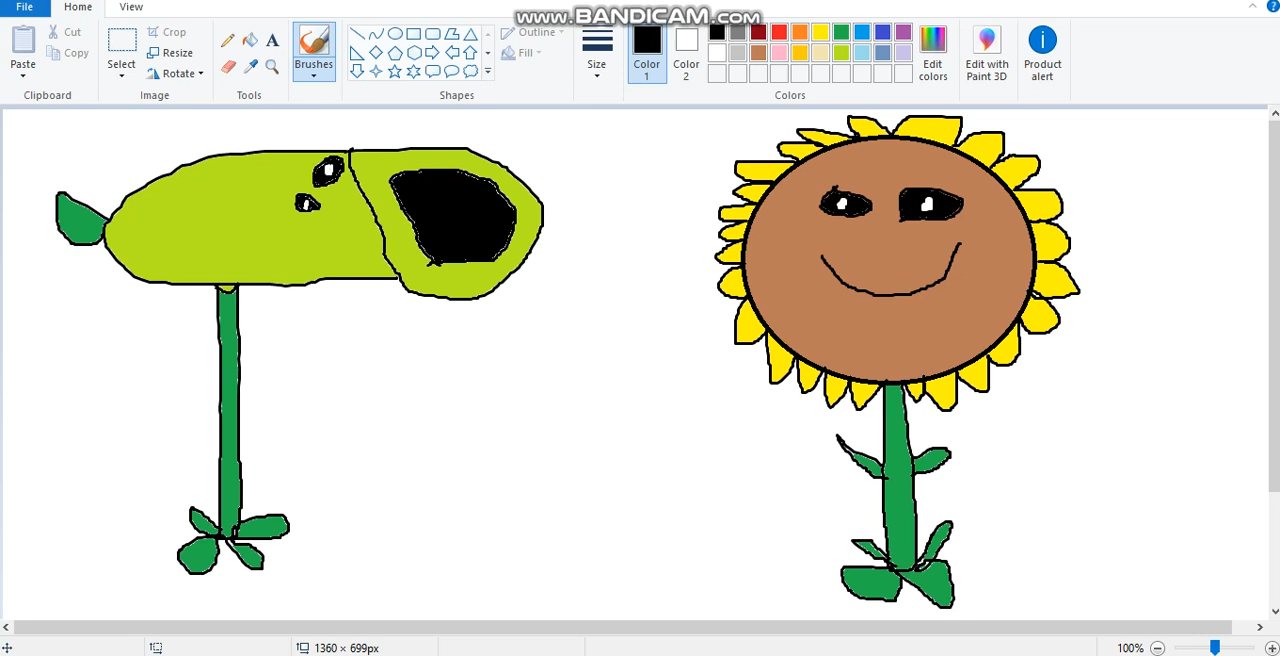 www.BANDICAM.com
File
Home
View
Paste
Cut
Copy
Clipboard
Select
Crop
Resize
Rotate
Image
A
Tools
Brushes
Outline
Fill
Shapes
Size
Color 1
Color 2
Edit colors
Colors
Edit with Paint 3D
Product alert
1360 × 699px
100%